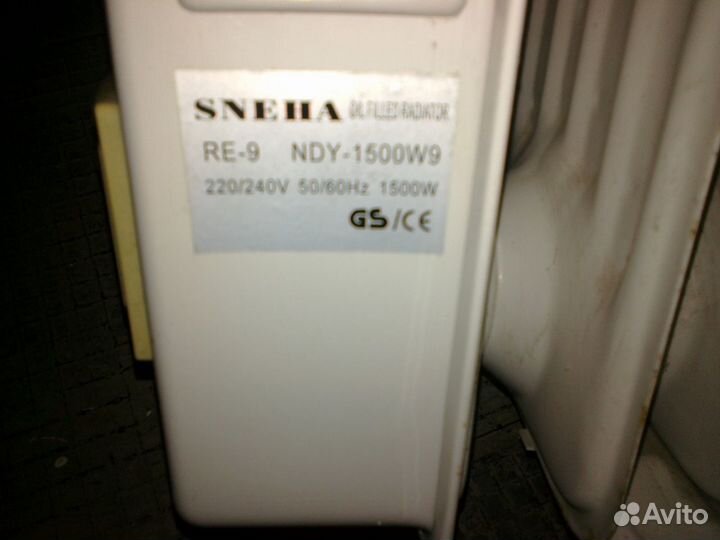 SNEHA OIL FILLED RADIATOR
RE-9 NDY-1500W9
220/240V 50/60Hz 1500W
GS/CE
Avito